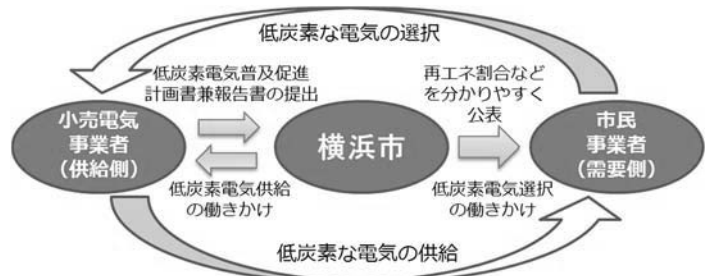 低炭素な電気の選択
低炭素電気普及促進
計画書兼報告書の提出
再エネ割合など
を分かりやすく
公表
小売電気
事業者
(供給側)
横浜市
市民
事業者
(需要側)
低炭素電気供給
の働きかけ
低炭素電気選択
の働きかけ
低炭素な電気の供給